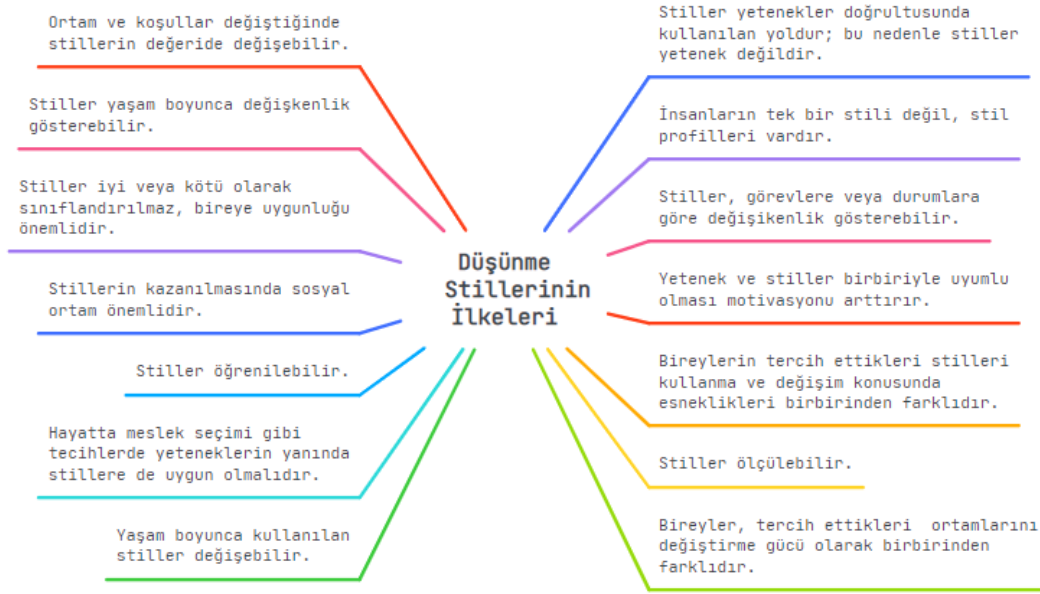 Ortam ve koşullar değiştiğinde
stillerin değeride değişebilir.
Stiller yaşam boyunca değişkenlik
gösterebilir.
Stiller iyi veya kötü olarak
sınıflandırılmaz, bireye uygunluğu
önemlidir.
Stillerin kazanılmasında sosyal
ortam önemlidir.
Stiller öğrenilebilir.
Hayatta meslek seçimi gibi
tecihlerde yeteneklerin yanında
stillere de uygun olmalıdır.
Yaşam boyunca kullanılan
stiller değişebilir.
Düşünme
Stillerinin
İlkeleri
Stiller yetenekler doğrultusunda
kullanılan yoldur; bu nedenle stiller
yetenek değildir.
İnsanların tek bir stili değil, stil
profilleri vardır.
Stiller, görevlere veya durumlara
göre değişikenlik gösterebilir.
Yetenek ve stiller birbiriyle uyumlu
olması motivasyonu arttırır.
Bireylerin tercih ettikleri stilleri
kullanma ve değişim konusunda
esneklikleri birbirinden farklıdır.
Stiller ölçülebilir.
Bireyler, tercih ettikleri ortamlarını
değiştirme gücü olarak birbirinden
farklıdır.